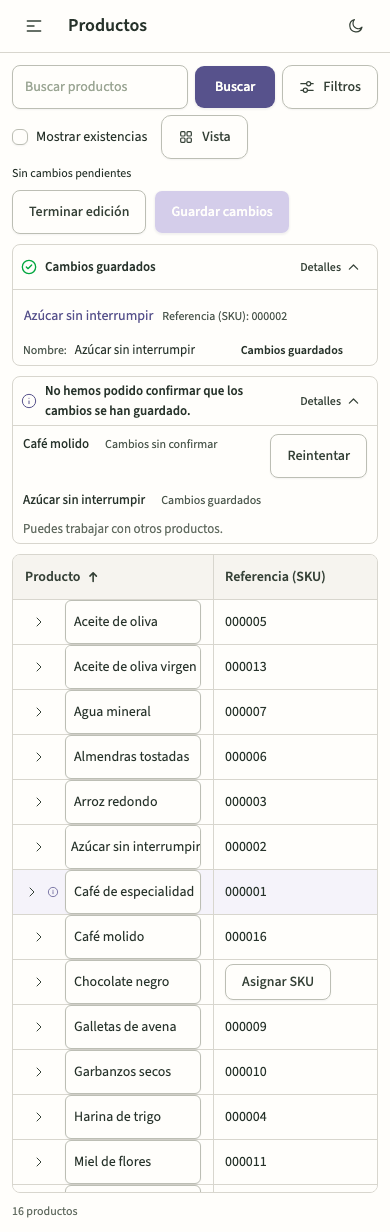 Productos
Buscar productos
Buscar
Filtros
Mostrar existencias
Vista
Sin cambios pendientes
Terminar edición
Guardar cambios
Cambios guardados
Detalles
Azúcar sin interrumpir Referencia (SKU): 000002
Nombre: Azúcar sin interrumpir Cambios guardados
No hemos podido confirmar que los
cambios se han guardado.
Detalles
Café molido Cambios sin confirmar
Reintentar
Azúcar sin interrumpir Cambios guardados
Puedes trabajar con otros productos.
Producto Referencia (SKU)
Aceite de oliva 000005
Aceite de oliva virgen 000013
Agua mineral 000007
Almendras tostadas 000006
Arroz redondo 000003
Azúcar sin interrumpir 000002
Café de especialidad 000001
Café molido 000016
Chocolate negro Asignar SKU
Galletas de avena 000009
Garbanzos secos 000010
Harina de trigo 000004
Miel de flores 000011
16 productos